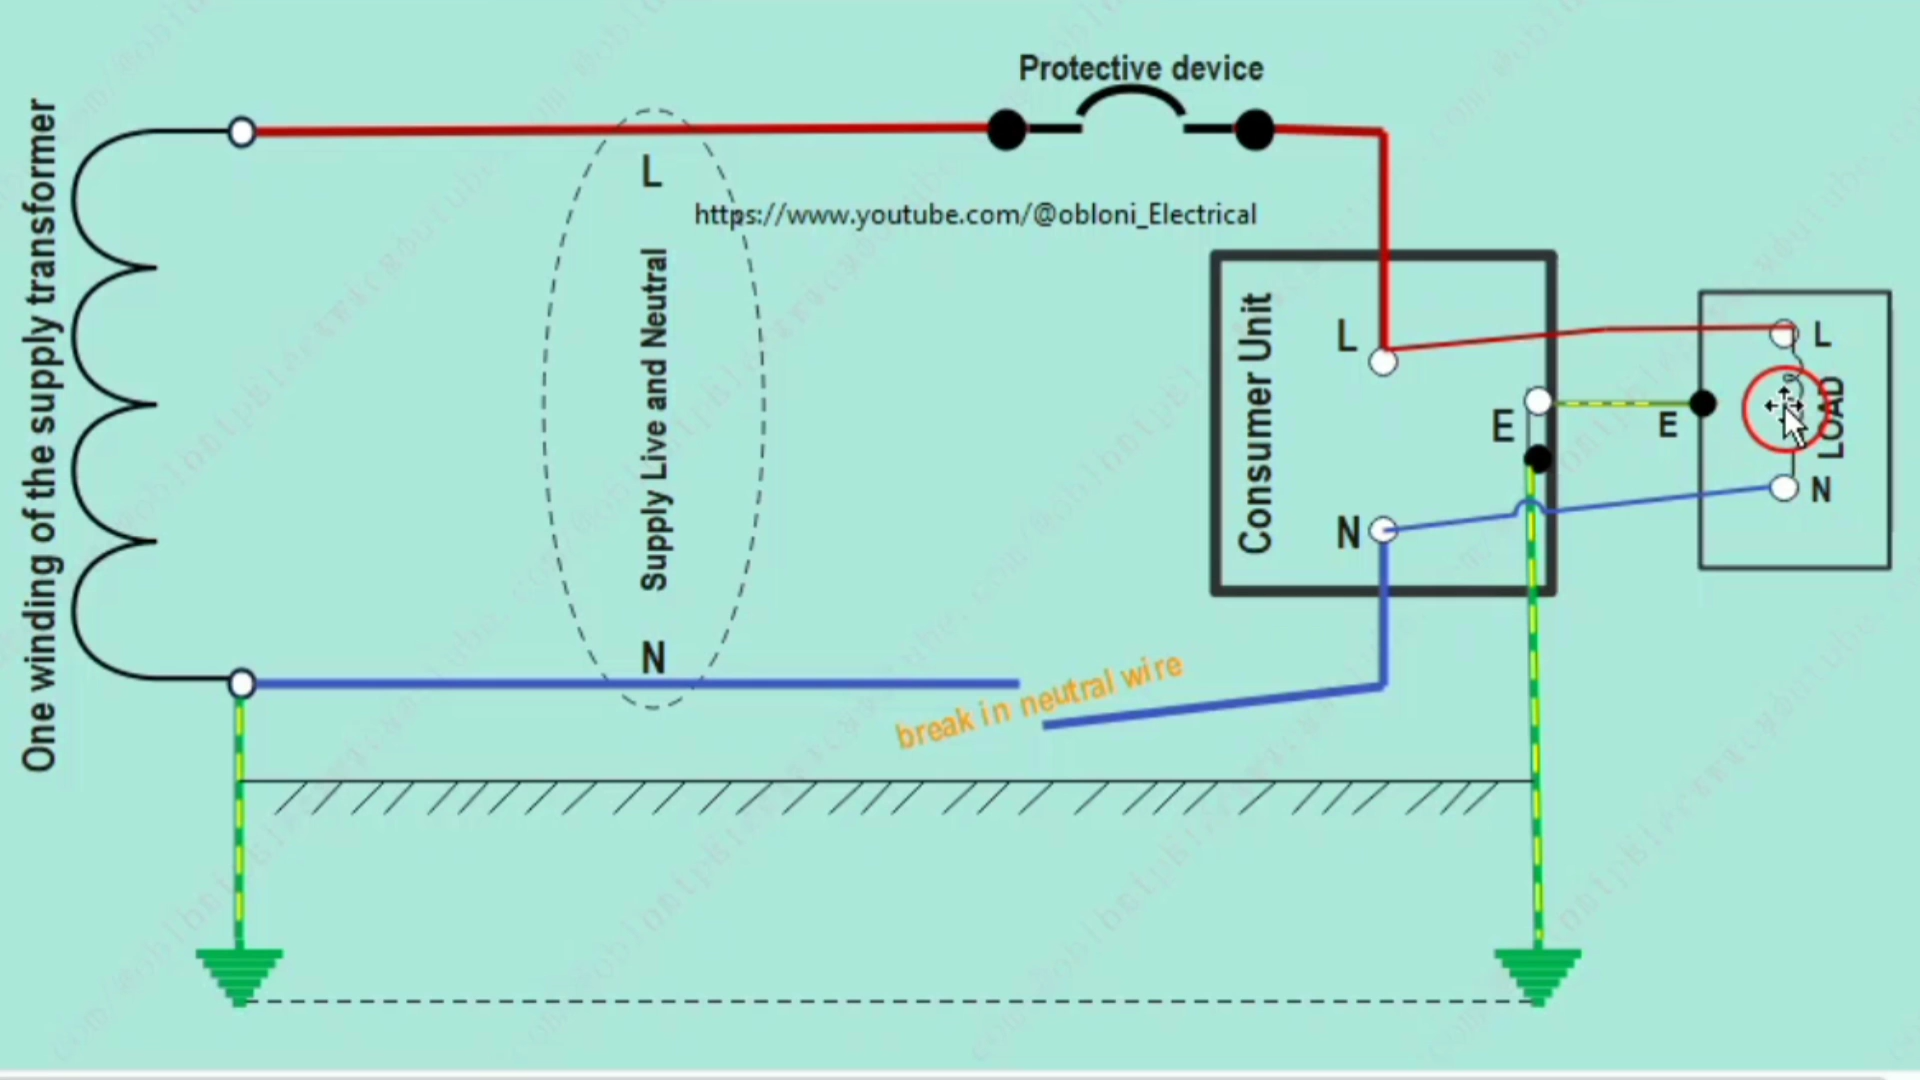 Protective device
One winding of the supply transformer
L
https://www.youtube.com/@obloni_Electrical
Supply Live and Neutral
N
Consumer Unit
L
E
N
E
L
LOAD
N
break in neutral wire